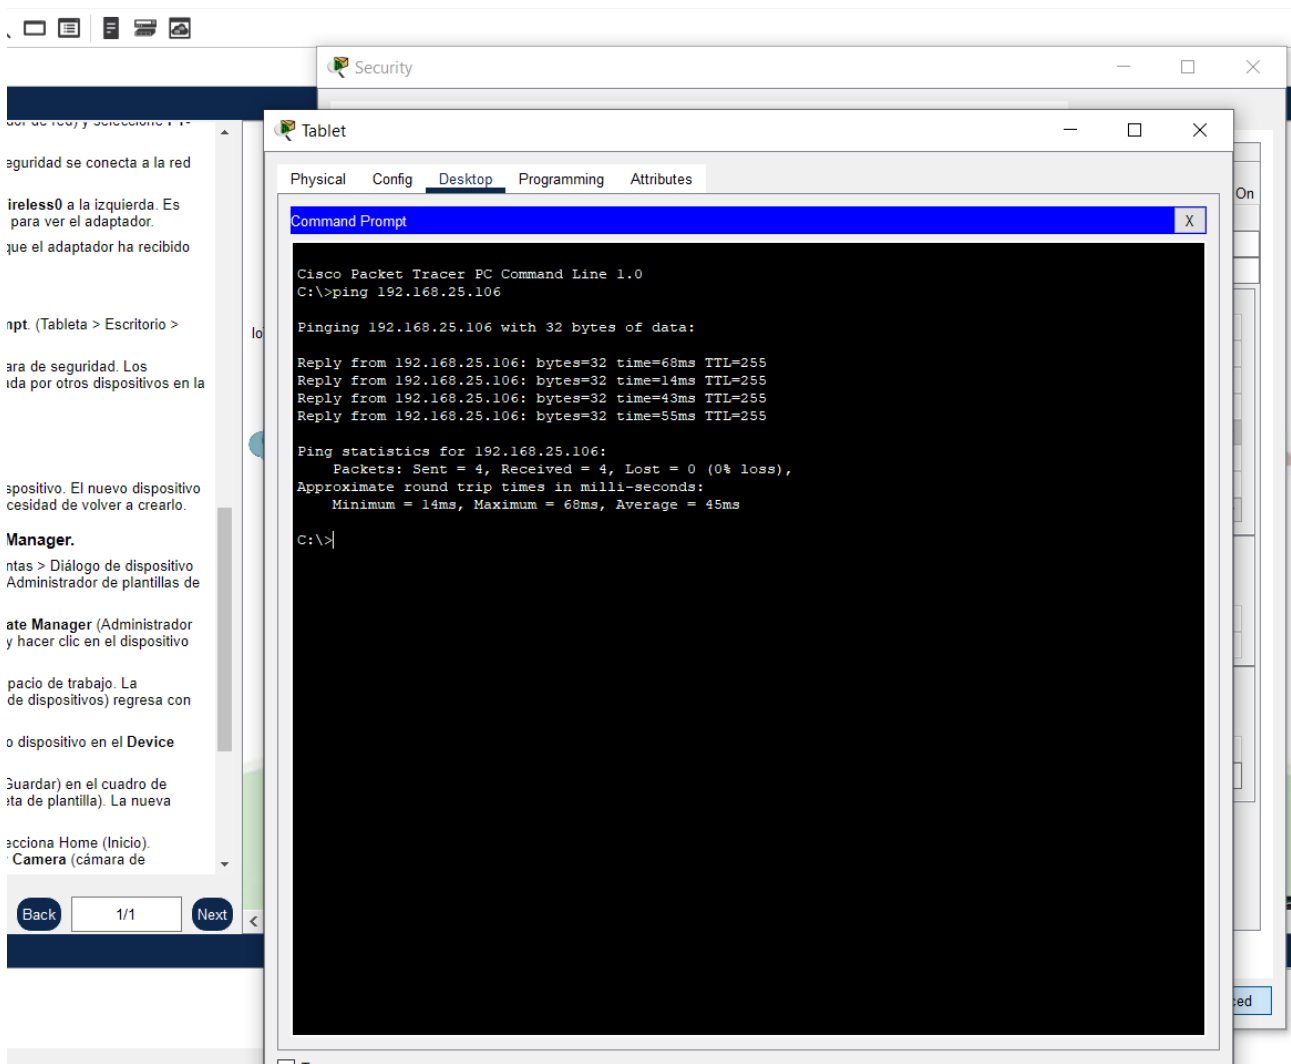 Security
Tablet
Physical Config Desktop Programming Attributes
Command Prompt X
Cisco Packet Tracer PC Command Line 1.0
C:\>ping 192.168.25.106
Pinging 192.168.25.106 with 32 bytes of data:
Reply from 192.168.25.106: bytes=32 time=68ms TTL=255
Reply from 192.168.25.106: bytes=32 time=14ms TTL=255
Reply from 192.168.25.106: bytes=32 time=43ms TTL=255
Reply from 192.168.25.106: bytes=32 time=55ms TTL=255
Ping statistics for 192.168.25.106:
Packets: Sent = 4, Received = 4, Lost = 0 (0% loss),
Approximate round trip times in milli-seconds:
Minimum = 14ms, Maximum = 68ms, Average = 45ms
C:\>
On
de red) y seleccione
eguridad se conecta a la red
ireless0 a la izquierda. Es
para ver el adaptador.
que el adaptador ha recibido
mpt. (Tableta > Escritorio >
ara de seguridad. Los
ada por otros dispositivos en la
spositivo. El nuevo dispositivo
cesidad de volver a crearlo.
Manager.
ntas > Diálogo de dispositivo
Administrador de plantillas de
ate Manager (Administrador
y hacer clic en el dispositivo
pacio de trabajo. La
de dispositivos) regresa con
o dispositivo en el Device
Guardar) en el cuadro de
eta de plantilla). La nueva
ecciona Home (Inicio).
Camera (cámara de
Back 1/1 Next
Io
ced